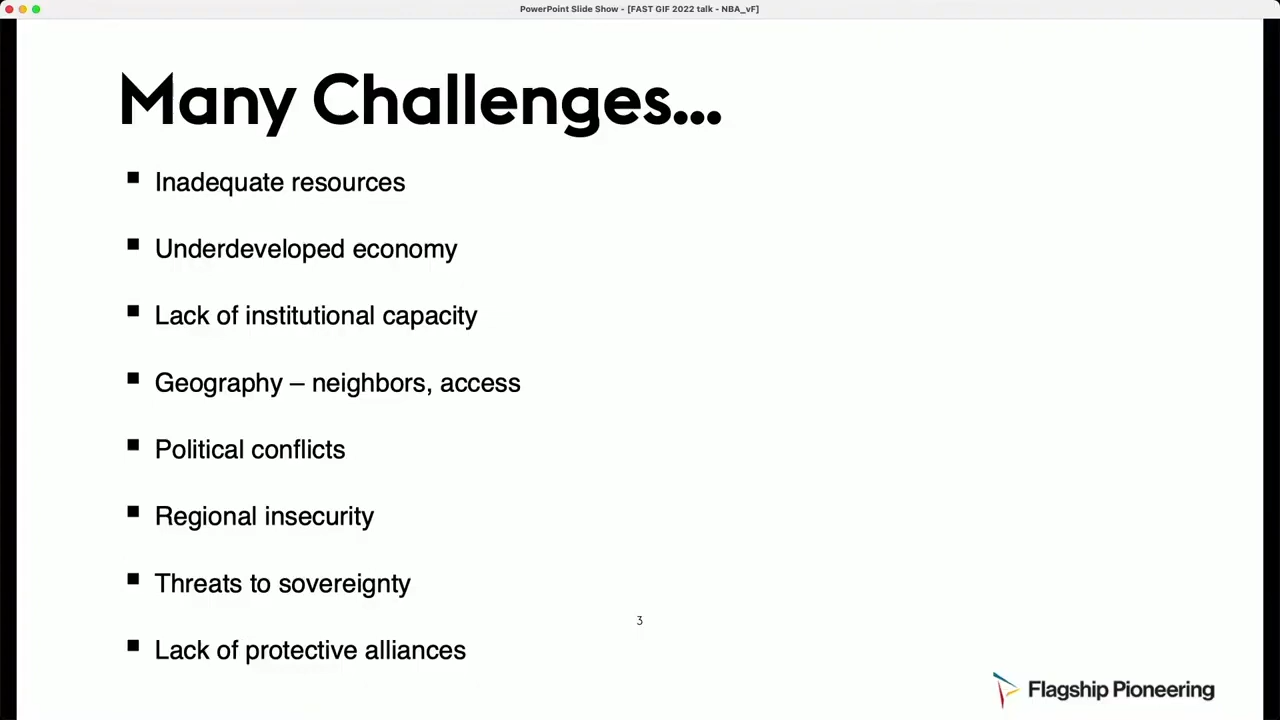 PowerPoint Slide Show - [FAST GIF 2022 talk - NBA_vF]
Many Challenges...
▪ Inadequate resources
▪ Underdeveloped economy
▪ Lack of institutional capacity
▪ Geography – neighbors, access
▪ Political conflicts
▪ Regional insecurity
▪ Threats to sovereignty
3
▪ Lack of protective alliances
Flagship Pioneering